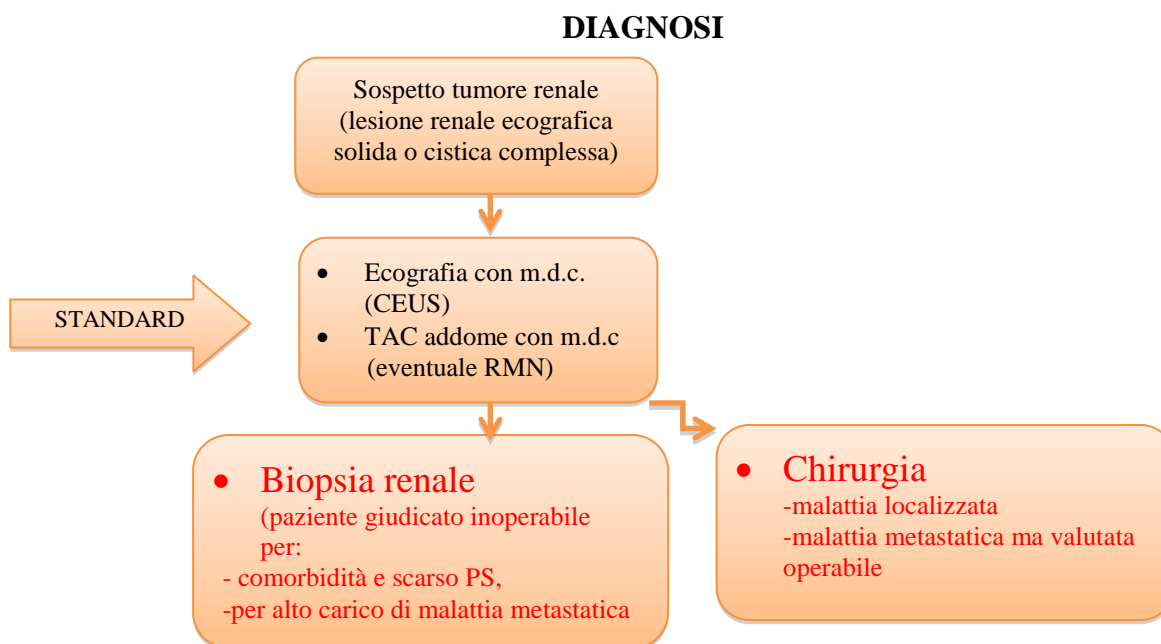 DIAGNOSI
Sospetto tumore renale
(lesione renale ecografica
solida o cistica complessa)
STANDARD
• Ecografia con m.d.c.
(CEUS)
• TAC addome con m.d.c
(eventuale RMN)
• Biopsia renale
(paziente giudicato inoperabile
per:
- comorbidità e scarso PS,
-per alto carico di malattia metastatica
• Chirurgia
-malattia localizzata
-malattia metastatica ma valutata
operabile